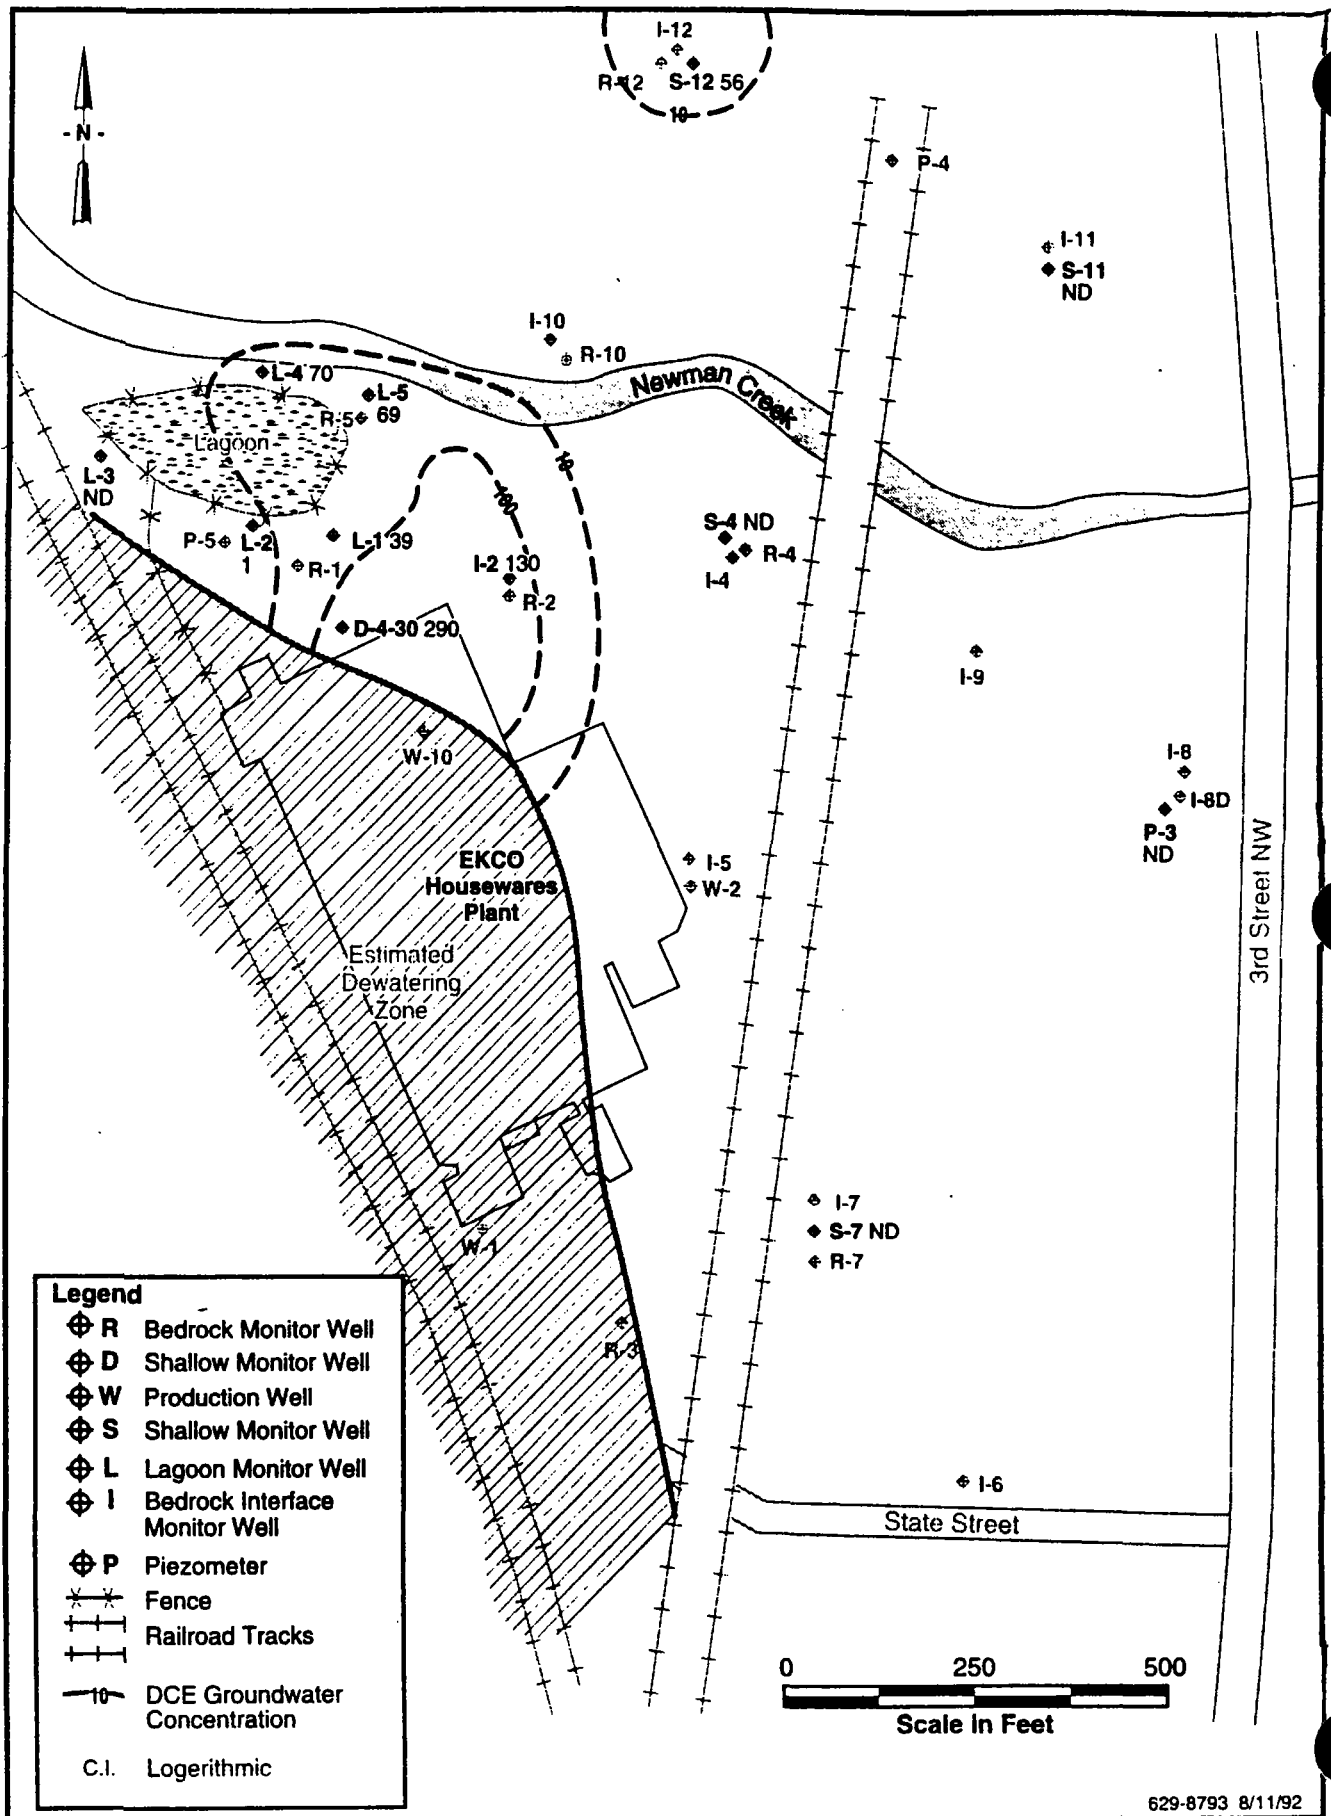 I-12
R-12
S-12 56
10
- N -
P-4
I-11
S-11
ND
I-10
R-10
Newman Creek
L-4 70
L-5
69
R-5
Lagoon
10
L-3
ND
100
S-4 ND
R-4
I-4
P-5
L-2
1
L-1 39
R-1
I-2 130
R-2
D-4-30 290
I-9
W-10
I-8
I-8D
P-3
ND
3rd Street NW
I-5
W-2
EKCO
Housewares
Plant
Estimated
Dewatering
Zone
I-7
S-7 ND
R-7
W-1
R-3
I-6
State Street
Legend
R Bedrock Monitor Well
D Shallow Monitor Well
W Production Well
S Shallow Monitor Well
L Lagoon Monitor Well
I Bedrock Interface
Monitor Well
P Piezometer
Fence
Railroad Tracks
10 DCE Groundwater
Concentration
C.I. Logerithmic
0 250 500
Scale in Feet
629-8793 8/11/92